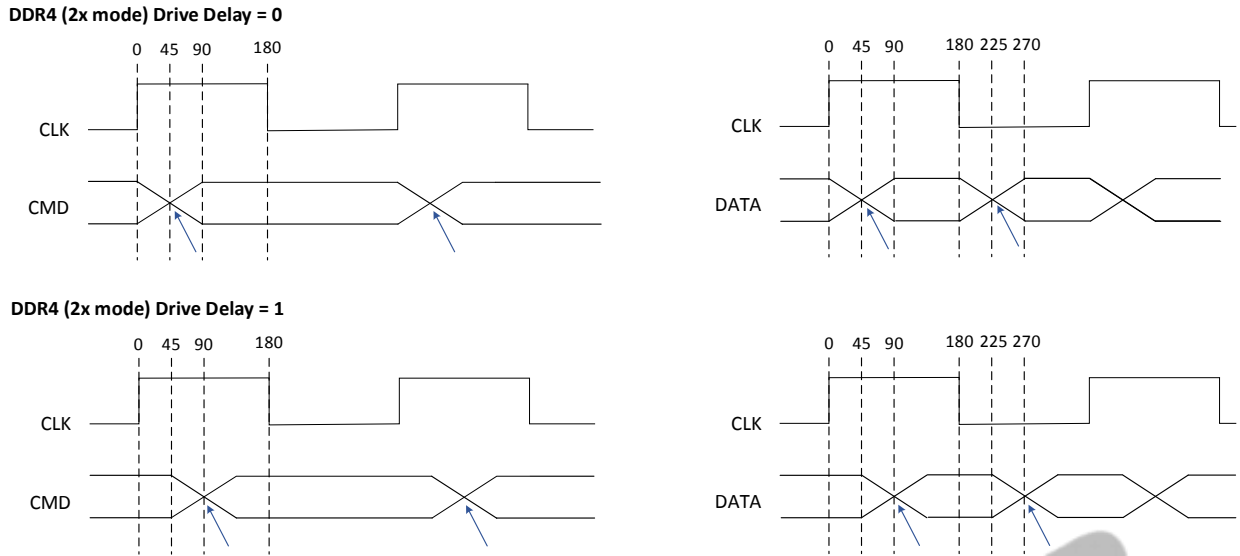 DDR4 (2x mode) Drive Delay = 0
0 45 90 180
CLK
CMD
0 45 90 180 225 270
CLK
DATA
DDR4 (2x mode) Drive Delay = 1
0 45 90 180
CLK
CMD
0 45 90 180 225 270
CLK
DATA